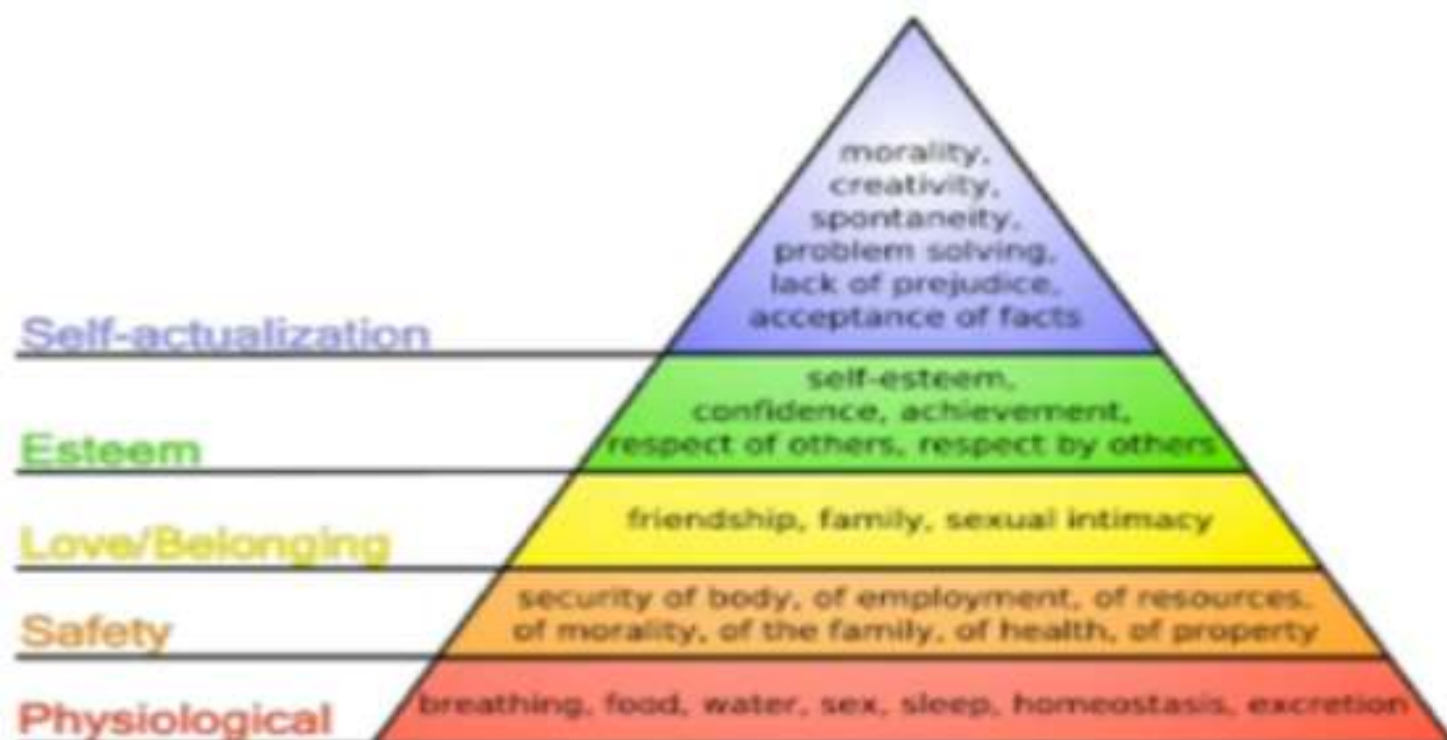 morality,
creativity,
spontaneity,
problem solving,
lack of prejudice,
acceptance of facts
Self-actualization
self-esteem,
confidence, achievement,
respect of others, respect by others
Esteem
friendship, family, sexual intimacy
Love/Belonging
security of body, of employment, of resources,
of morality, of the family, of health, of property
Safety
breathing, food, water, sex, sleep, homeostasis, excretion
Physiological